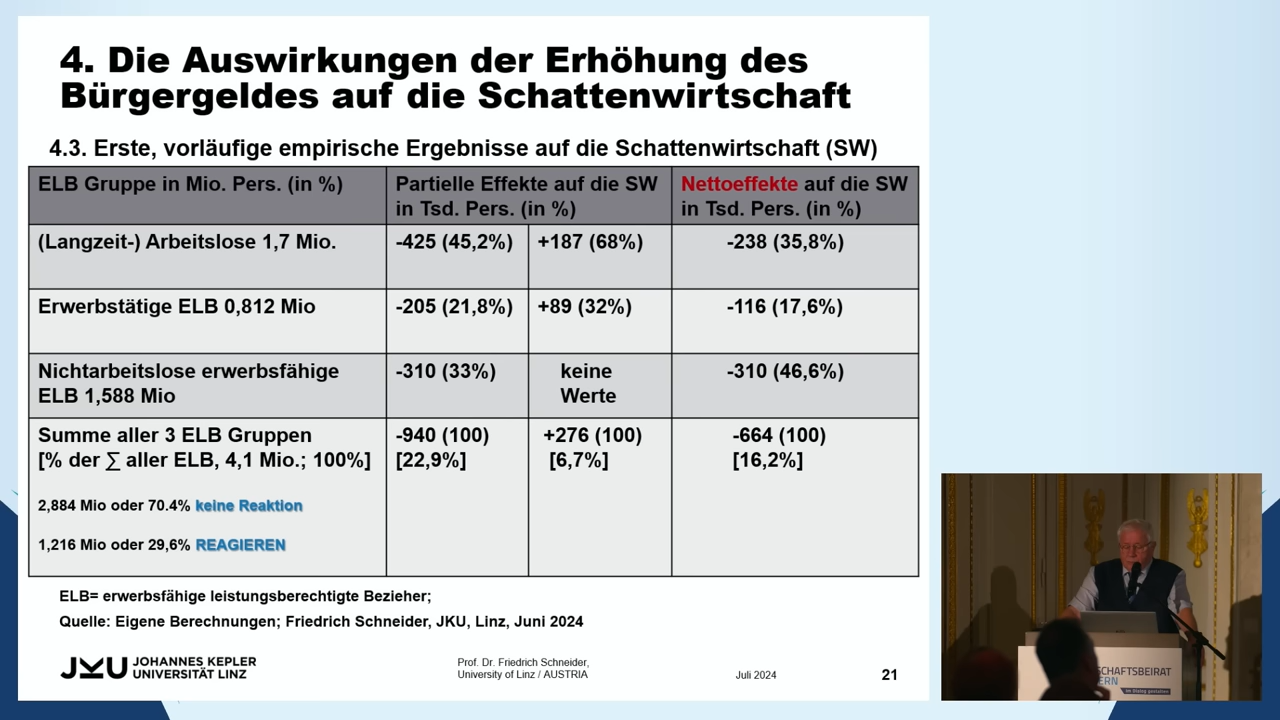 4. Die Auswirkungen der Erhöhung des
Bürgergeldes auf die Schattenwirtschaft
4.3. Erste, vorläufige empirische Ergebnisse auf die Schattenwirtschaft (SW)
ELB Gruppe in Mio. Pers. (in %)
Partielle Effekte auf die SW
in Tsd. Pers. (in %)
Nettoeffekte auf die SW
in Tsd. Pers. (in %)
(Langzeit-) Arbeitslose 1,7 Mio.
-425 (45,2%)
+187 (68%)
-238 (35,8%)
Erwerbstätige ELB 0,812 Mio
-205 (21,8%)
+89 (32%)
-116 (17,6%)
Nichtarbeitslose erwerbsfähige
ELB 1,588 Mio
-310 (33%)
keine
Werte
-310 (46,6%)
Summe aller 3 ELB Gruppen
[% der ∑ aller ELB, 4,1 Mio.; 100%]
2,884 Mio oder 70.4% keine Reaktion
1,216 Mio oder 29,6% REAGIEREN
-940 (100)
[22,9%]
+276 (100)
[6,7%]
-664 (100)
[16,2%]
ELB= erwerbsfähige leistungsberechtigte Bezieher;
Quelle: Eigene Berechnungen; Friedrich Schneider, JKU, Linz, Juni 2024
JKU JOHANNES KEPLER
UNIVERSITÄT LINZ
Prof. Dr. Friedrich Schneider,
University of Linz / AUSTRIA
Juli 2024
21
SCHAFTSBEIRAT
ERN
im Dialog gestalten